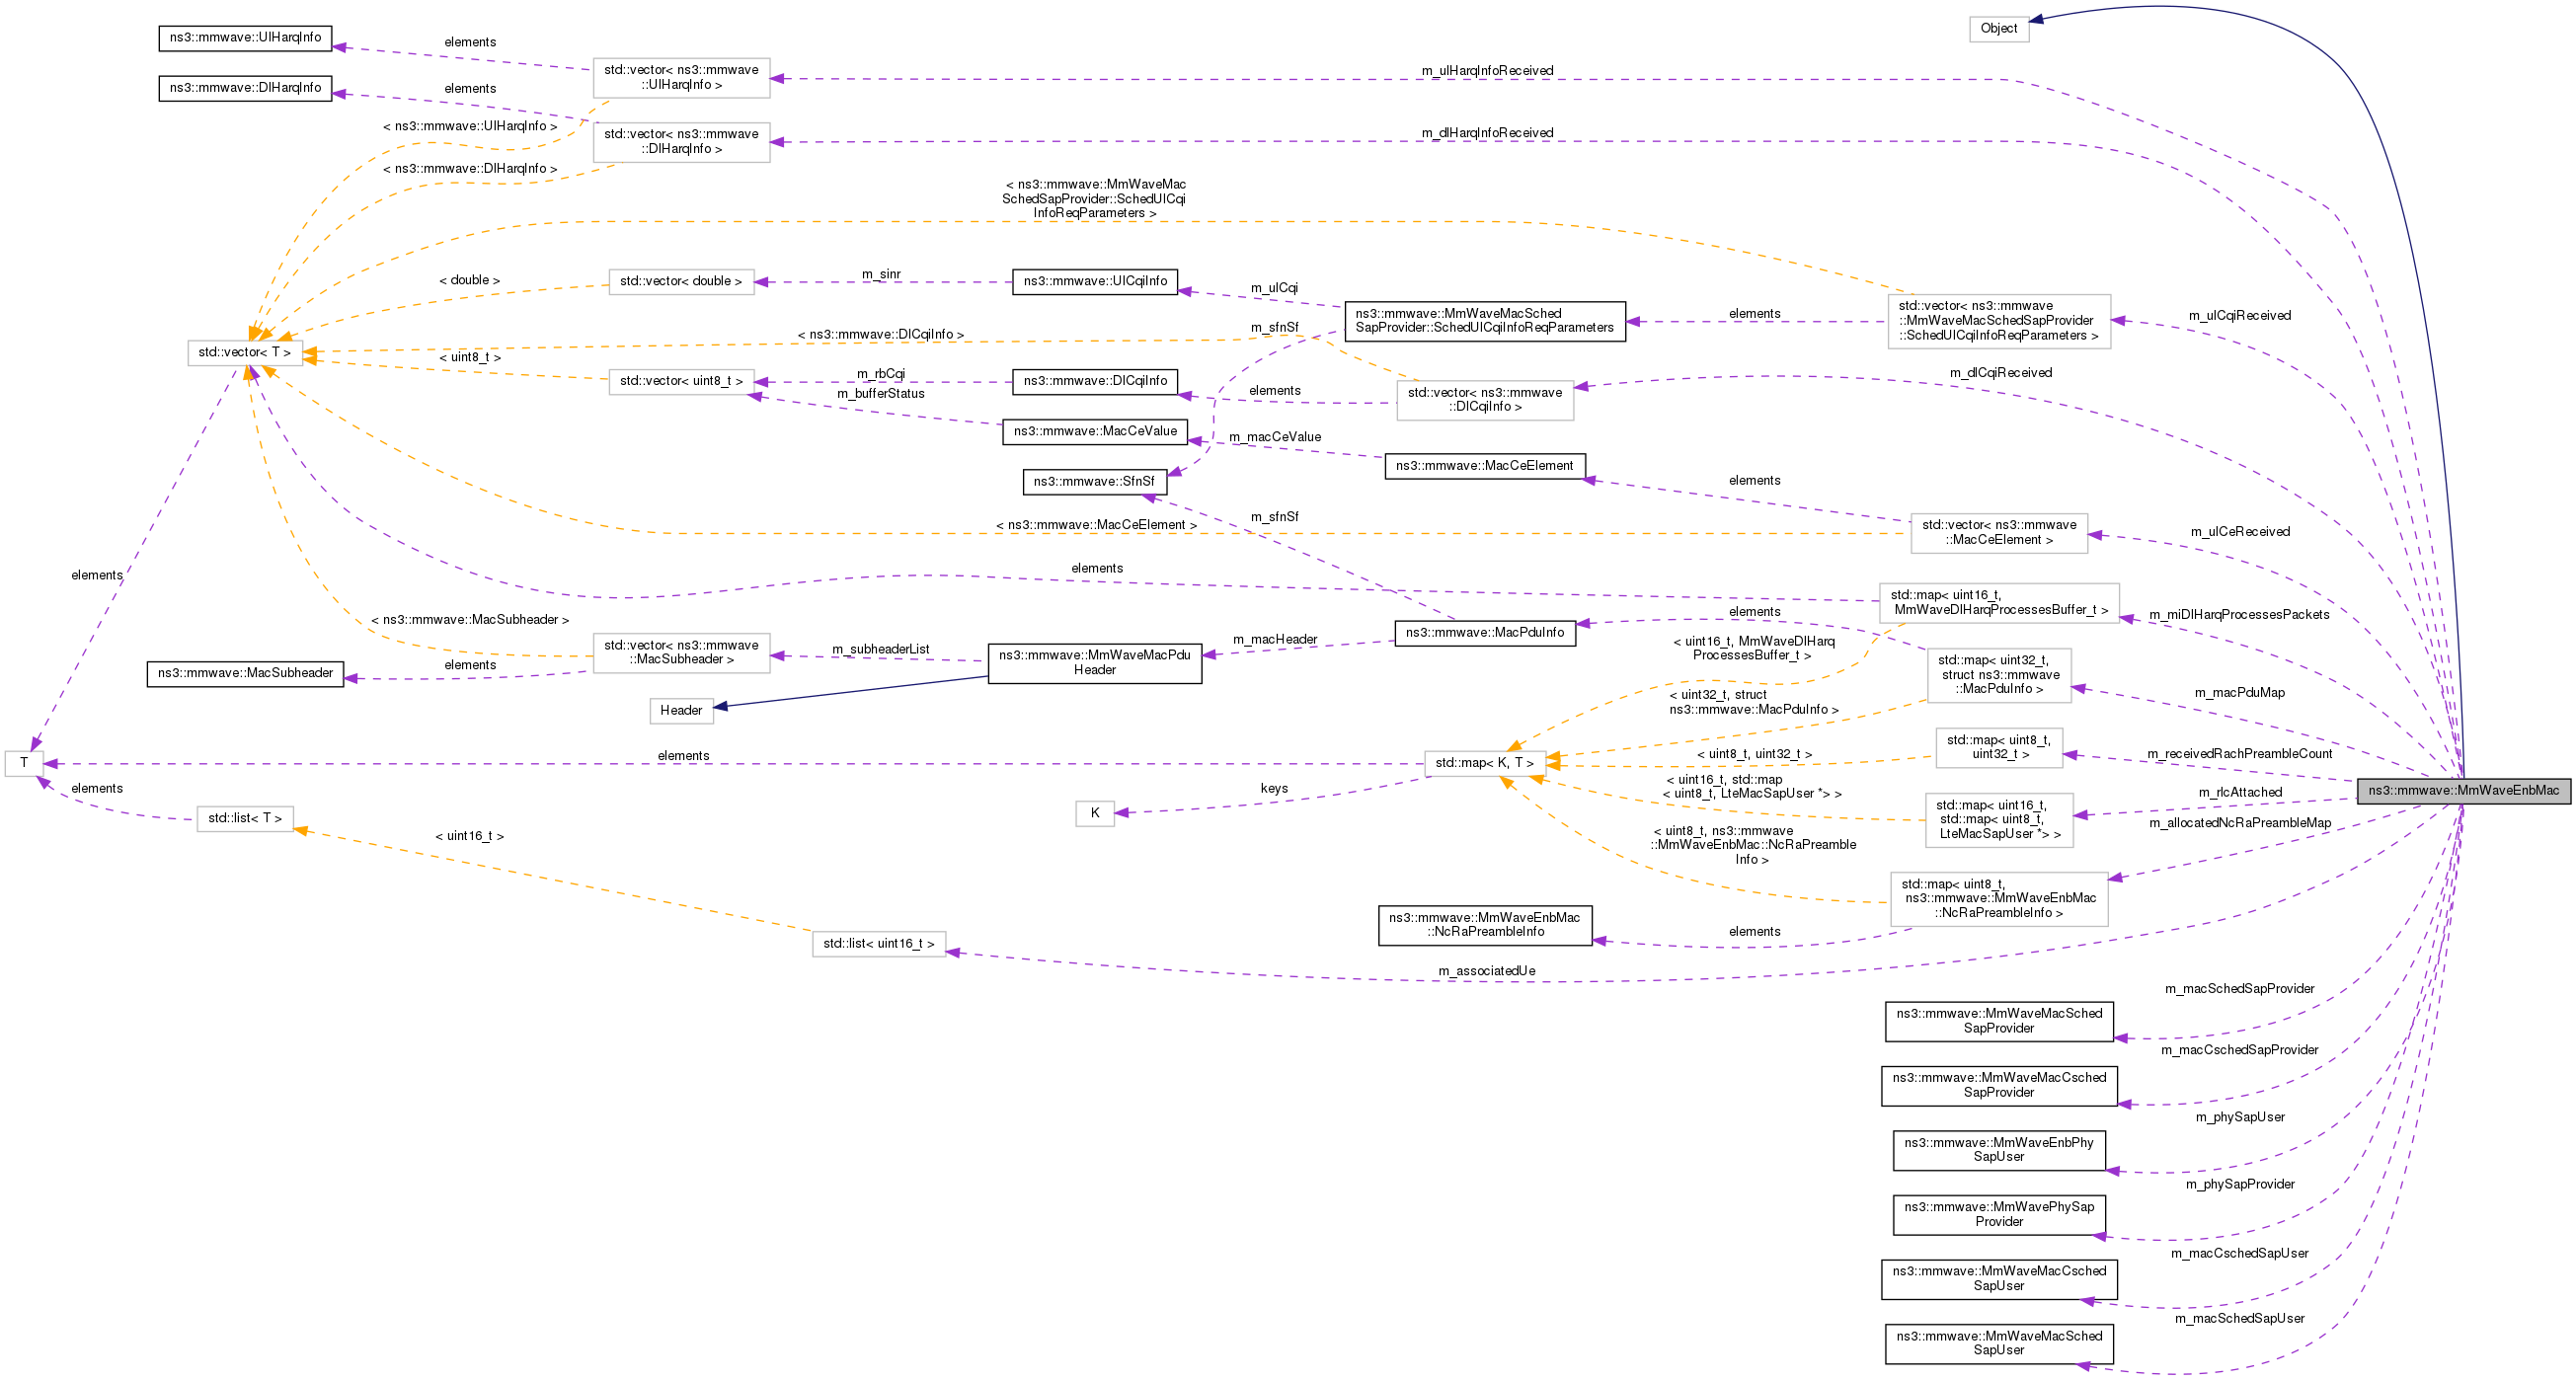 Object
ns3::mmwave::UlHarqInfo
elements
std::vector< ns3::mmwave
::UlHarqInfo >
m_ulHarqInfoReceived
ns3::mmwave::DlHarqInfo
elements
< ns3::mmwave::UlHarqInfo >
std::vector< ns3::mmwave
::DlHarqInfo >
m_dlHarqInfoReceived
< ns3::mmwave::DlHarqInfo >
< ns3::mmwave::MmWaveMac
SchedSapProvider::SchedUlCqi
InfoReqParameters >
< double >
std::vector< double >
m_sinr
ns3::mmwave::UlCqiInfo
m_ulCqi
ns3::mmwave::MmWaveMacSched
SapProvider::SchedUlCqiInfoReqParameters
elements
std::vector< ns3::mmwave
::MmWaveMacSchedSapProvider
::SchedUlCqiInfoReqParameters >
m_ulCqiReceived
m_sfnSf
< ns3::mmwave::DlCqiInfo >
std::vector< T >
< uint8_t >
std::vector< uint8_t >
m_rbCqi
m_bufferStatus
ns3::mmwave::DlCqiInfo
elements
std::vector< ns3::mmwave
::DlCqiInfo >
m_dlCqiReceived
ns3::mmwave::MacCeValue
m_macCeValue
ns3::mmwave::MacCeElement
elements
ns3::mmwave::SfnSf
m_sfnSf
< ns3::mmwave::MacCeElement >
std::vector< ns3::mmwave
::MacCeElement >
m_ulCeReceived
elements
elements
std::map< uint16_t,
MmWaveDlHarqProcessesBuffer_t >
m_miDlHarqProcessesPackets
< ns3::mmwave::MacSubheader >
elements
ns3::mmwave::MacPduInfo
m_macHeader
ns3::mmwave::MmWaveMacPdu
Header
m_subheaderList
std::vector< ns3::mmwave
::MacSubheader >
elements
ns3::mmwave::MacSubheader
< uint16_t, MmWaveDlHarq
ProcessesBuffer_t >
std::map< uint32_t,
struct ns3::mmwave
::MacPduInfo >
m_macPduMap
Header
< uint32_t, struct
ns3::mmwave::MacPduInfo >
T
elements
std::map< K, T >
< uint8_t, uint32_t >
std::map< uint8_t,
uint32_t >
m_receivedRachPreambleCount
elements
keys
K
< uint16_t, std::map
< uint8_t, LteMacSapUser *> >
std::map< uint16_t,
std::map< uint8_t,
LteMacSapUser *> >
m_rlcAttached
ns3::mmwave::MmWaveEnbMac
std::list< T >
< uint16_t >
m_allocatedNcRaPreambleMap
< uint8_t, ns3::mmwave
::MmWaveEnbMac::NcRaPreamble
Info >
std::map< uint8_t,
ns3::mmwave::MmWaveEnbMac
::NcRaPreambleInfo >
ns3::mmwave::MmWaveEnbMac
::NcRaPreambleInfo
elements
std::list< uint16_t >
m_associatedUe
m_macSchedSapProvider
ns3::mmwave::MmWaveMacSched
SapProvider
m_macCschedSapProvider
ns3::mmwave::MmWaveMacCsched
SapProvider
m_phySapUser
ns3::mmwave::MmWaveEnbPhy
SapUser
m_phySapProvider
ns3::mmwave::MmWavePhySap
Provider
m_macCschedSapUser
ns3::mmwave::MmWaveMacCsched
SapUser
m_macSchedSapUser
ns3::mmwave::MmWaveMacSched
SapUser